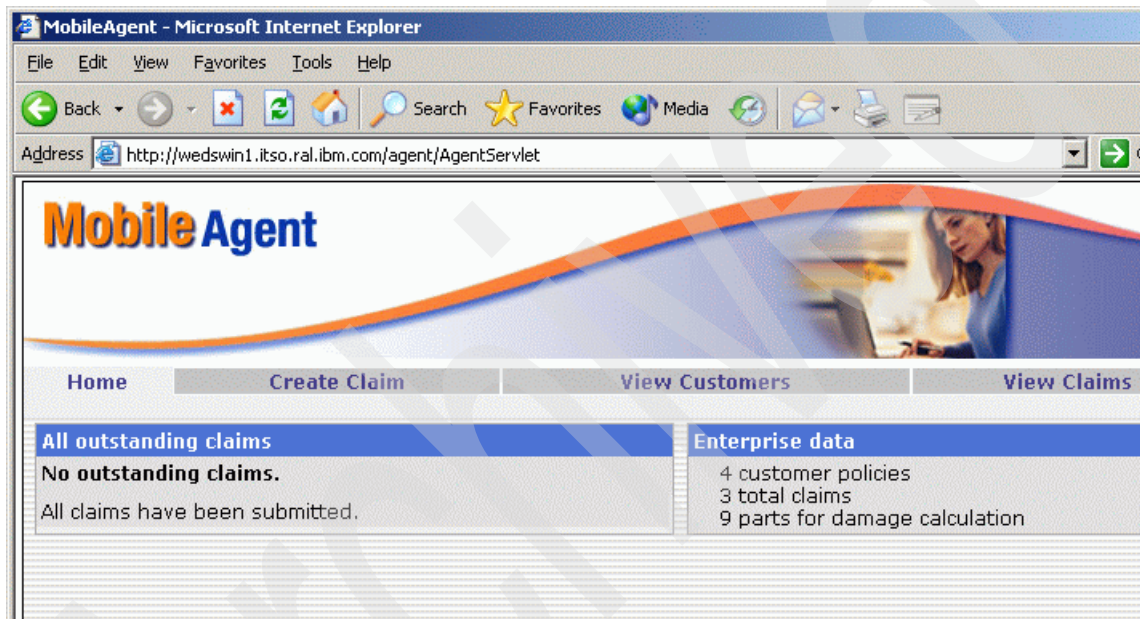 MobileAgent - Microsoft Internet Explorer
File Edit View Favorites Tools Help
Back Search Favorites Media
Address http://wedswin1.itso.ral.ibm.com/agent/AgentServlet
Mobile Agent
Home Create Claim View Customers View Claims
All outstanding claims
No outstanding claims.
All claims have been submitted.
Enterprise data
4 customer policies
3 total claims
9 parts for damage calculation